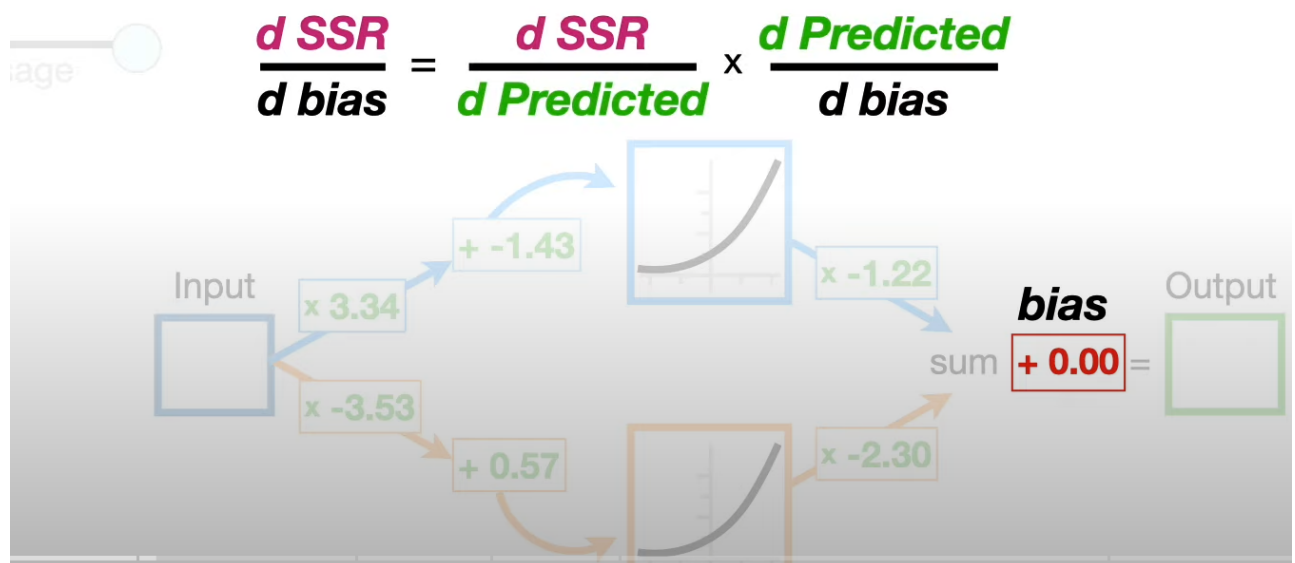 d SSR / d bias = d SSR / d Predicted x d Predicted / d bias
+ -1.43
Input
x 3.34
x -1.22
bias
Output
sum + 0.00 =
x -3.53
+ 0.57
x -2.30